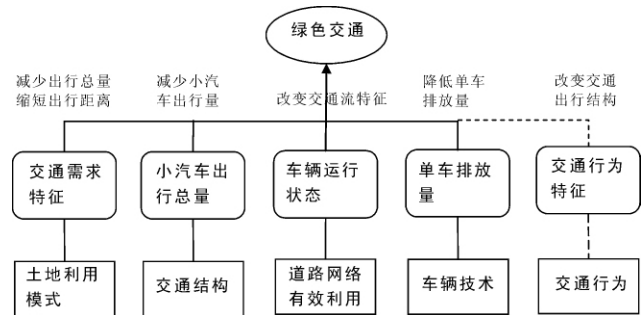 绿色交通
减少出行总量
缩短出行距离
减少小汽
车出行量
改变交通流特征
降低单车
排放量
改变交通
出行结构
交通需求
特征
小汽车出
行总量
车辆运行
状态
单车排放
量
交通行为
特征
土地利用
模式
交通结构
道路网络
有效利用
车辆技术
交通行为